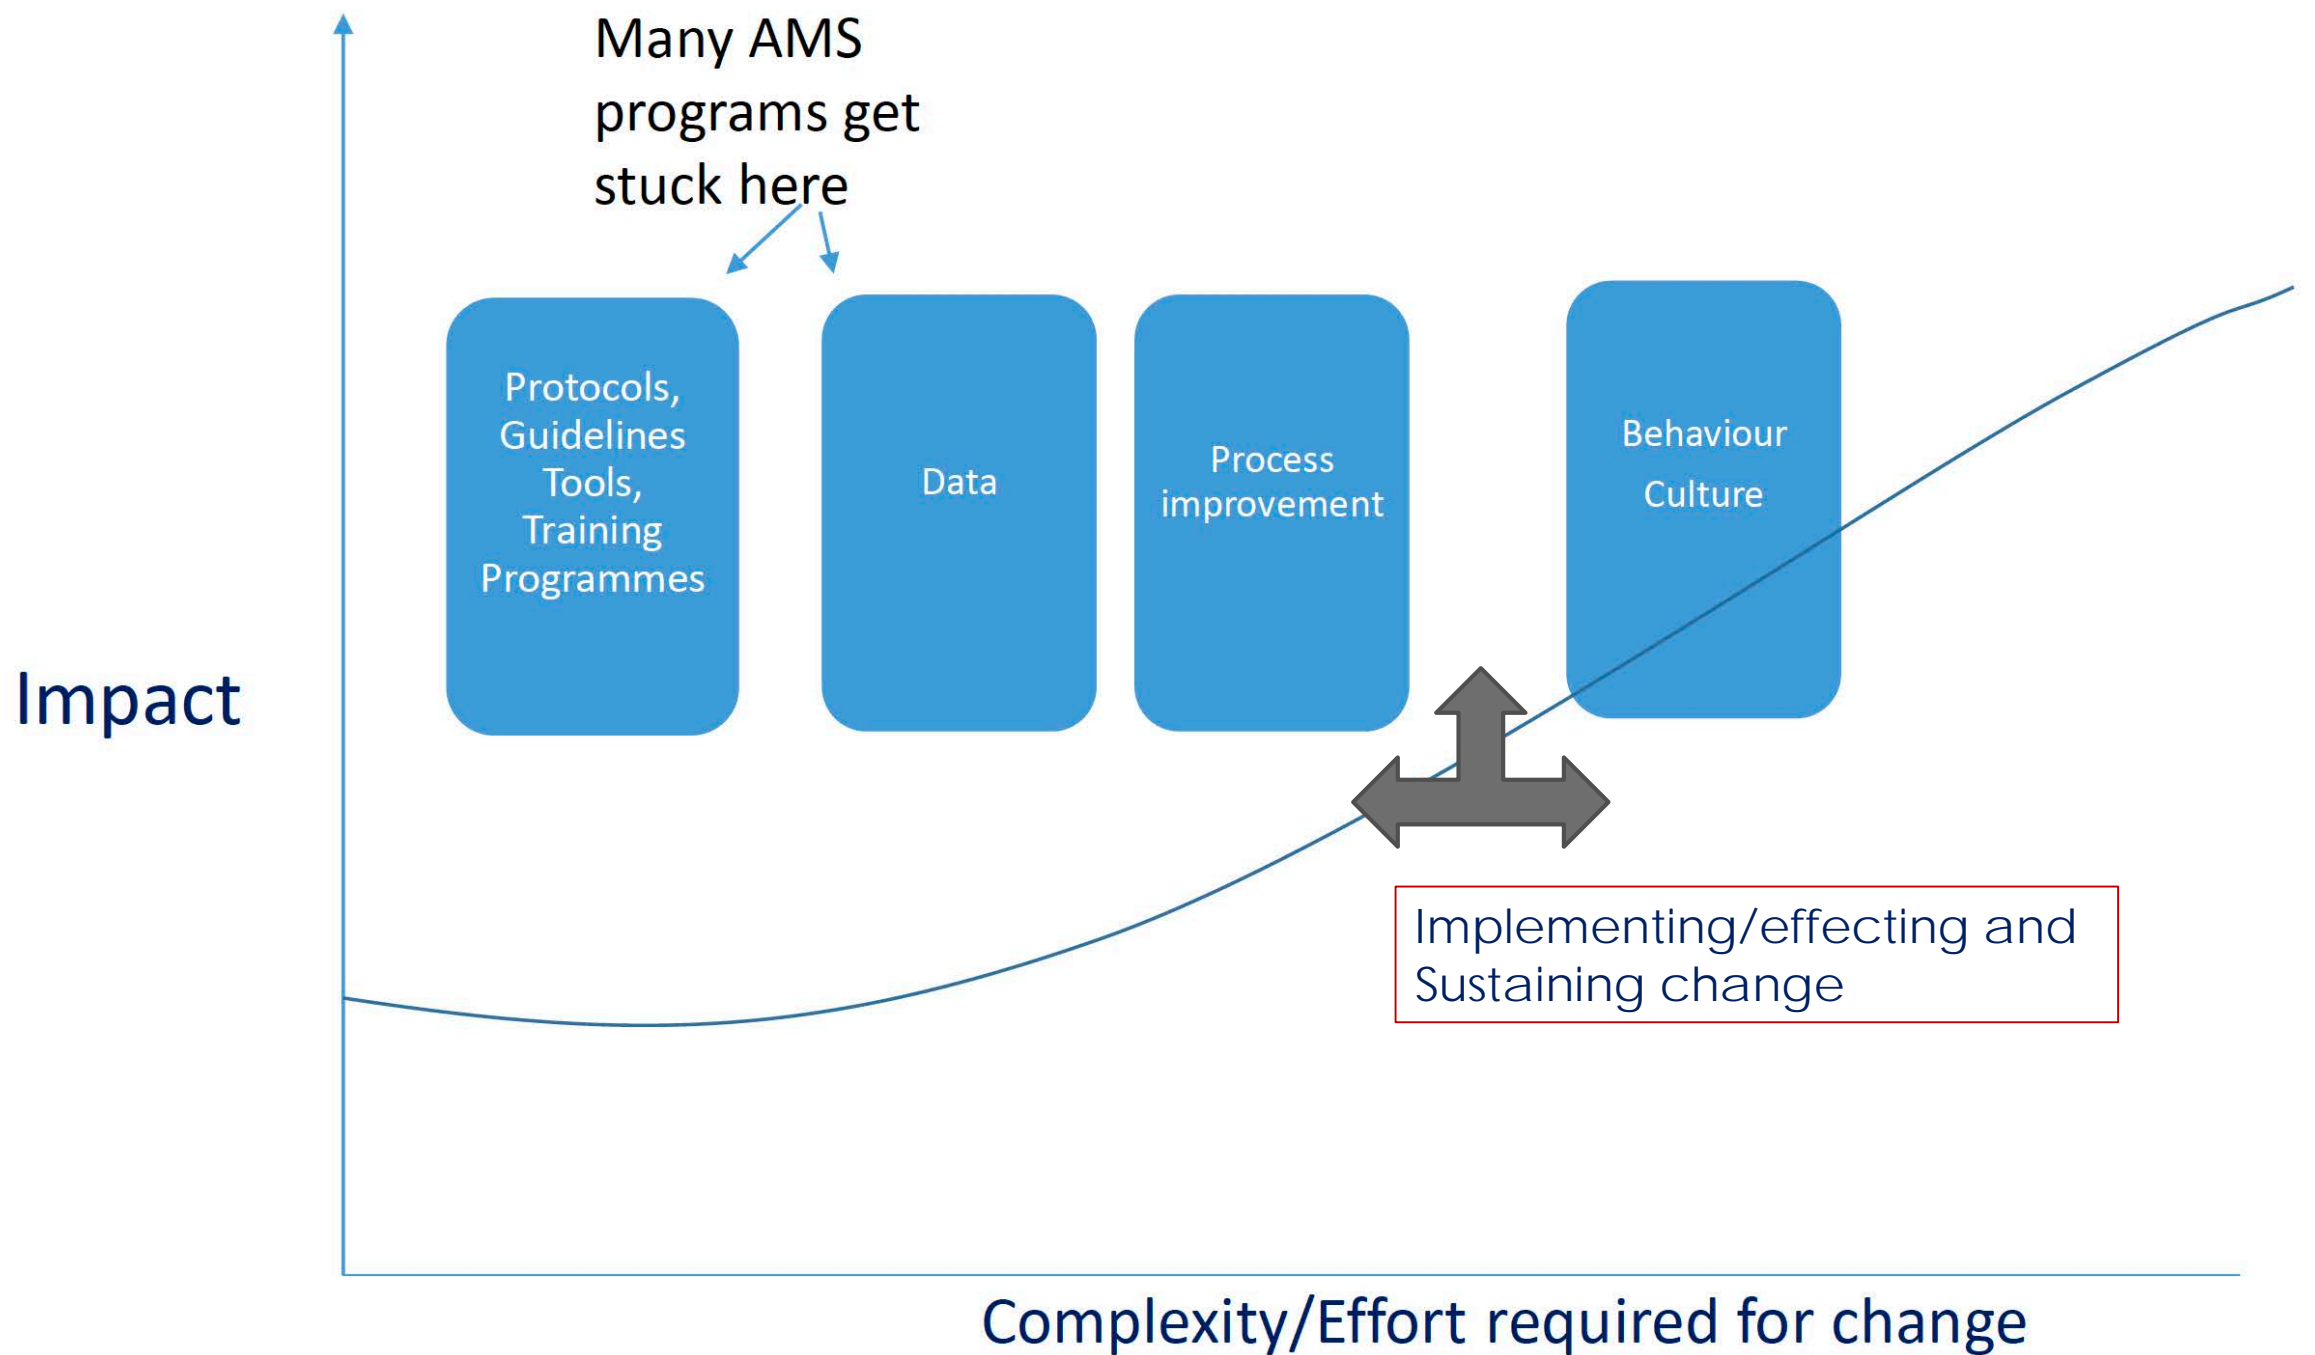 Many AMS
programs get
stuck here
Protocols,
Guidelines
Tools,
Training
Programmes
Data
Process
improvement
Behaviour
Culture
Impact
Implementing/effecting and
Sustaining change
Complexity/Effort required for change